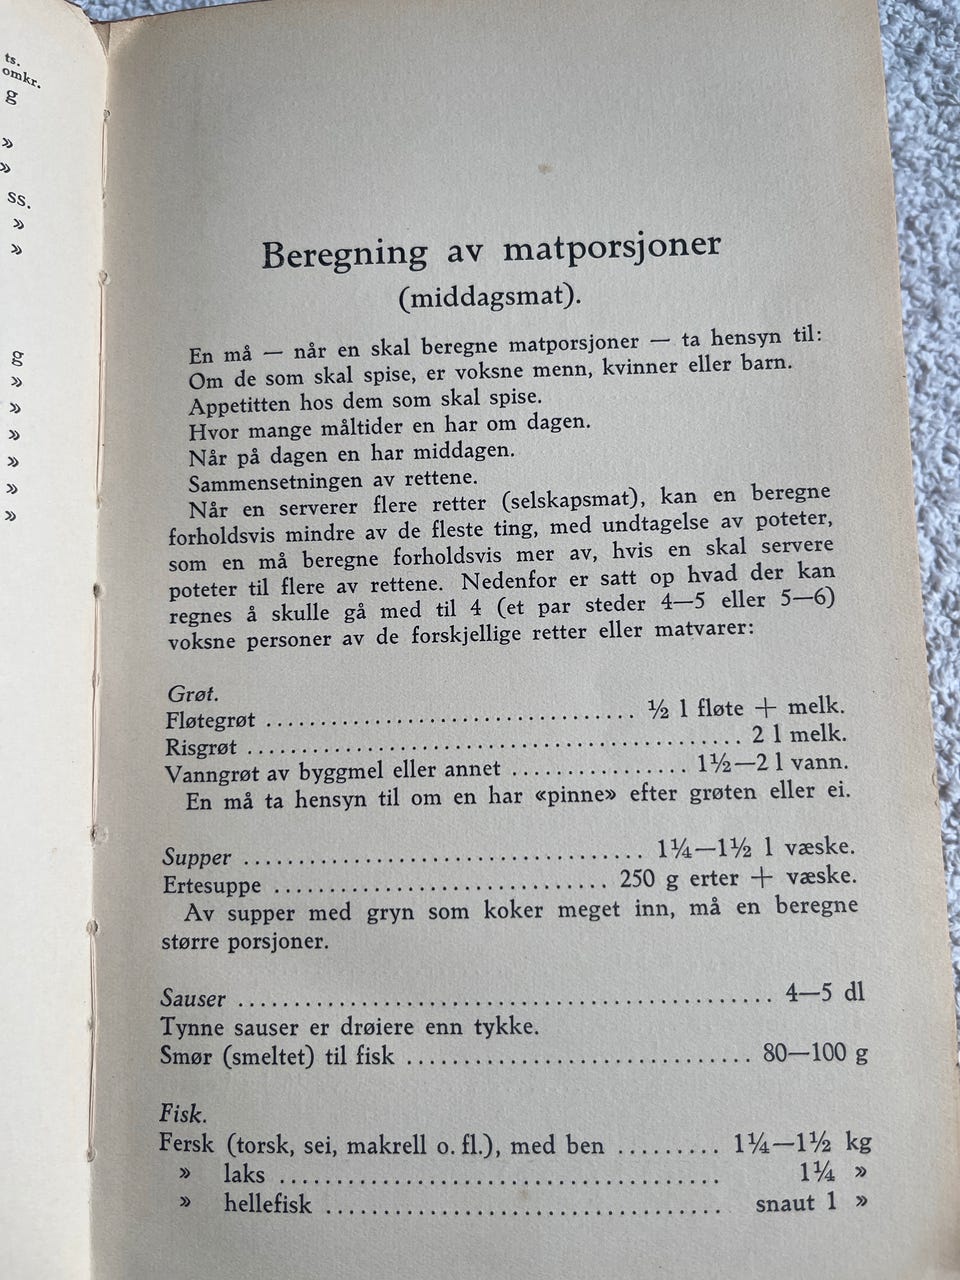 ts.
omkr.
g
»
»
ss.
»
»
g
»
»
»
»
»
»
Beregning av matporsjoner
(middagsmat).
En må — når en skal beregne matporsjoner — ta hensyn til:
Om de som skal spise, er voksne menn, kvinner eller barn.
Appetitten hos dem som skal spise.
Hvor mange måltider en har om dagen.
Når på dagen en har middagen.
Sammensetningen av rettene.
Når en serverer flere retter (selskapsmat), kan en beregne
forholdsvis mindre av de fleste ting, med undtagelse av poteter,
som en må beregne forholdsvis mer av, hvis en skal servere
poteter til flere av rettene. Nedenfor er satt op hvad der kan
regnes å skulle gå med til 4 (et par steder 4—5 eller 5—6)
voksne personer av de forskjellige retter eller matvarer:
Grøt.
Fløtegrøt ................................... ½ l fløte + melk.
Risgrøt ............................................ 2 l melk.
Vanngrøt av byggmel eller annet ................. 1½—2 l vann.
En må ta hensyn til om en har «pinne» efter grøten eller ei.
Supper ...................................... 1¼—1½ l væske.
Ertesuppe ................................ 250 g erter + væske.
Av supper med gryn som koker meget inn, må en beregne
større porsjoner.
Sauser ................................................... 4—5 dl
Tynne sauser er drøiere enn tykke.
Smør (smeltet) til fisk ................................. 80—100 g
Fisk.
Fersk (torsk, sei, makrell o. fl.), med ben ......... 1¼—1½ kg
» laks .......................................... 1¼ »
» hellefisk ...................................... snaut 1 »